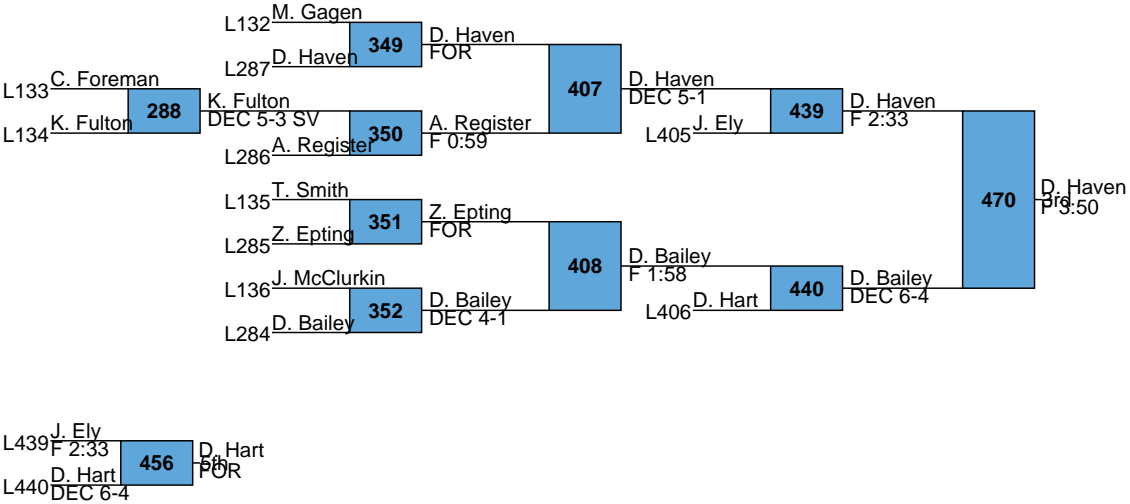 L132 M. Gagen
349
L287 D. Haven
D. Haven
FOR
L133 C. Foreman
288
L134 K. Fulton
K. Fulton
DEC 5-3 SV
350
L286 A. Register
A. Register
F 0:59
407
D. Haven
DEC 5-1
439
L405 J. Ely
D. Haven
F 2:33
L135 T. Smith
351
L285 Z. Epting
Z. Epting
FOR
408
L136 J. McClurkin
352
L284 D. Bailey
D. Bailey
DEC 4-1
D. Bailey
F 1:58
440
L406 D. Hart
D. Bailey
DEC 6-4
470
D. Haven
3rd
F 3:50
L439 J. Ely
F 2:33
456
L440 D. Hart
DEC 6-4
D. Hart
5th
FOR